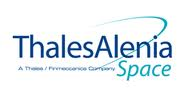 ThalesAlenia
A Thales / Finmeccanica Company
Space